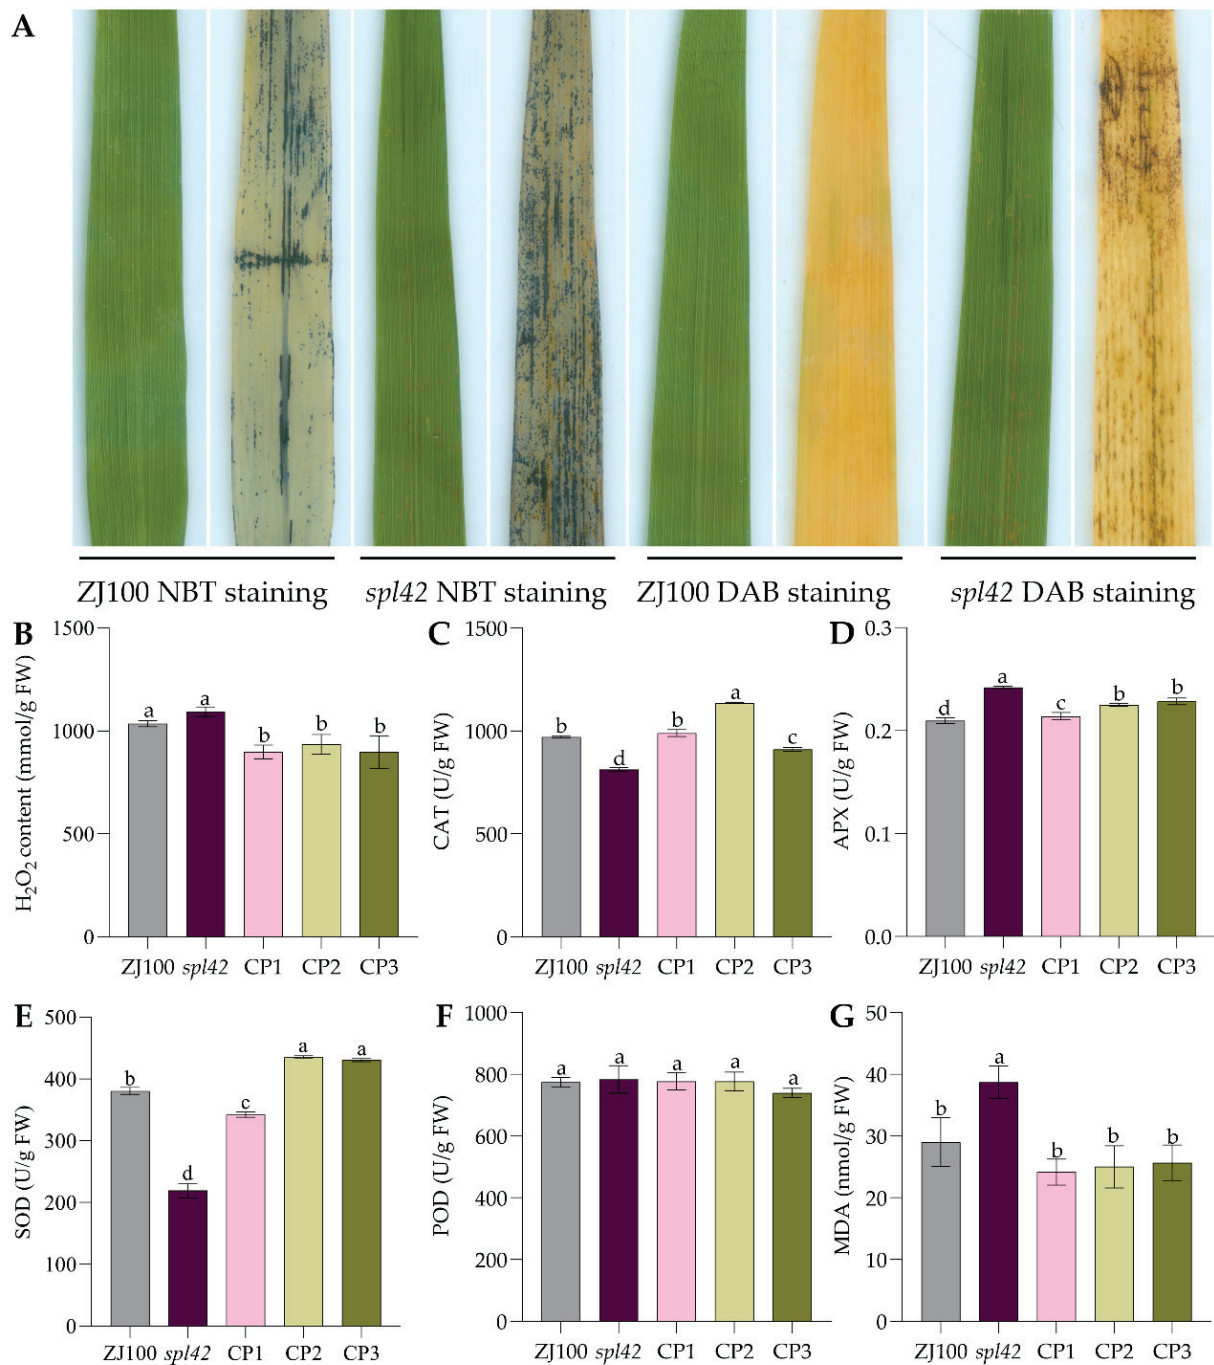 A
ZJ100 NBT staining
spl42 NBT staining
ZJ100 DAB staining
spl42 DAB staining
B
H₂O₂ content (mmol/g FW)
1500
1000
500
0
a
a
b
b
b
ZJ100 spl42 CP1 CP2 CP3
C
CAT (U/g FW)
1500
1000
500
0
b
d
b
a
c
ZJ100 spl42 CP1 CP2 CP3
D
APX (U/g FW)
0.3
0.2
0.1
0.0
d
a
c
b
b
ZJ100 spl42 CP1 CP2 CP3
E
SOD (U/g FW)
500
400
300
200
100
0
b
d
c
a
a
ZJ100 spl42 CP1 CP2 CP3
F
POD (U/g FW)
1000
800
600
400
200
0
a
a
a
a
a
ZJ100 spl42 CP1 CP2 CP3
G
MDA (nmol/g FW)
50
40
30
20
10
0
b
a
b
b
b
ZJ100 spl42 CP1 CP2 CP3